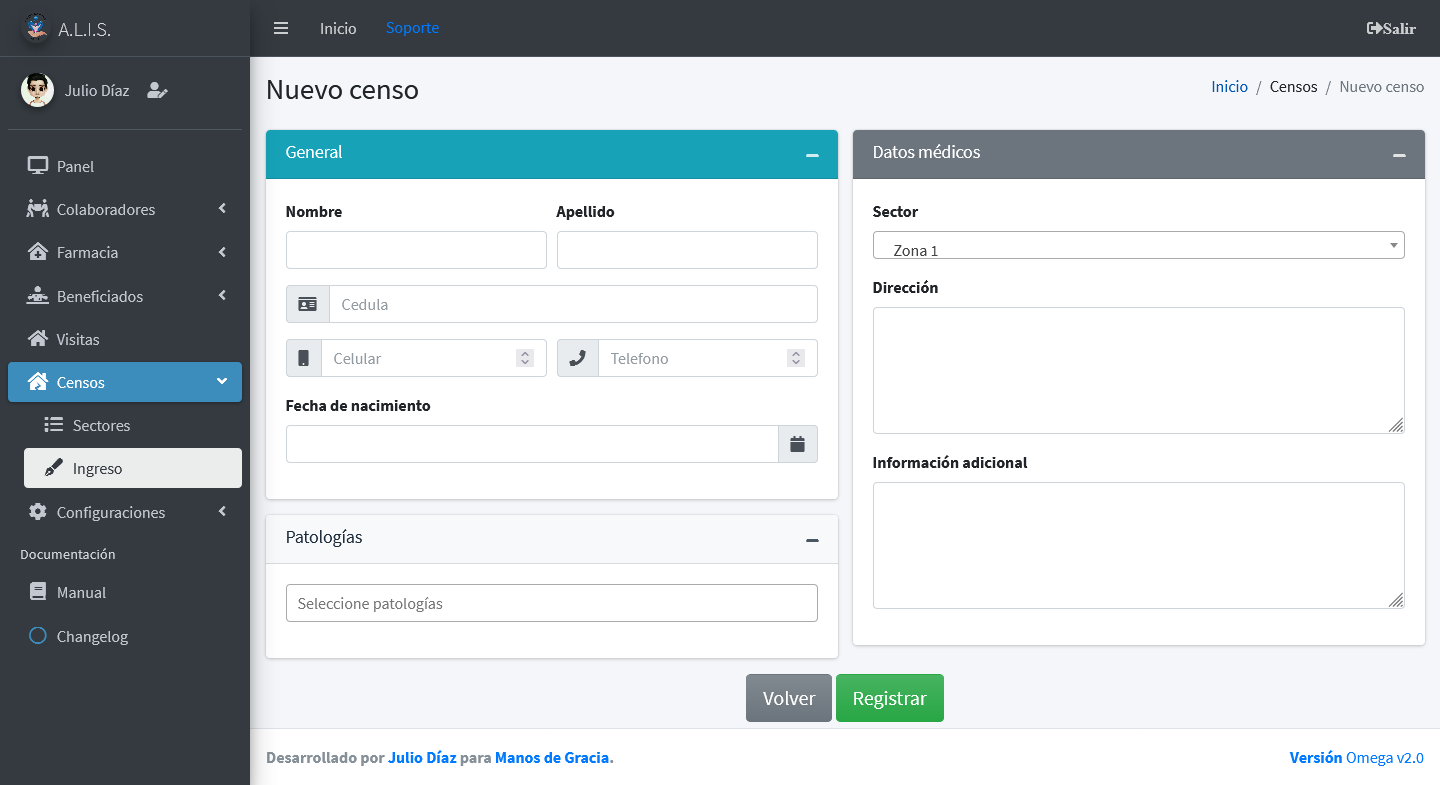 A.L.I.S.
Inicio
Soporte
Salir
Julio Díaz
Panel
Colaboradores
Farmacia
Beneficiados
Visitas
Censos
Sectores
Ingreso
Configuraciones
Documentación
Manual
Changelog
Nuevo censo
Inicio / Censos / Nuevo censo
General
Nombre
Apellido
Cedula
Celular
Telefono
Fecha de nacimiento
Patologías
Seleccione patologías
Datos médicos
Sector
Zona 1
Dirección
Información adicional
Volver
Registrar
Desarrollado por Julio Díaz para Manos de Gracia.
Versión Omega v2.0